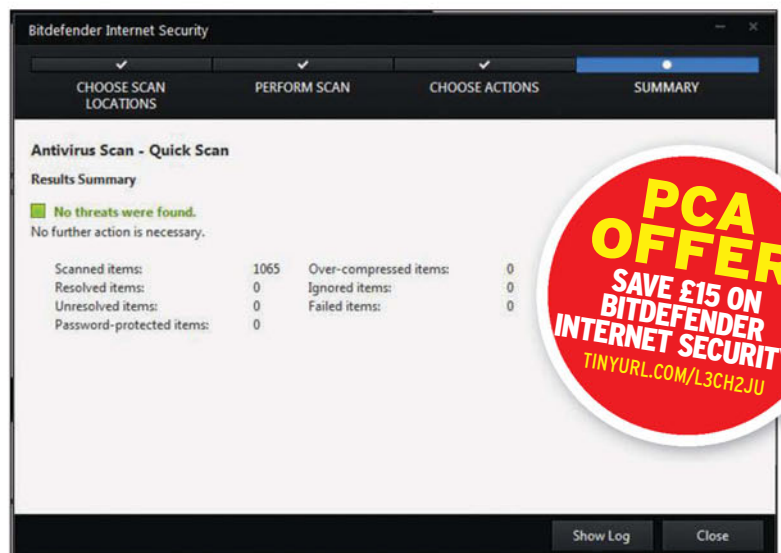 Bitdefender Internet Security
CHOOSE SCAN
LOCATIONS
PERFORM SCAN
CHOOSE ACTIONS
SUMMARY
Antivirus Scan - Quick Scan
Results Summary
No threats were found.
No further action is necessary.
Scanned items: 1065 Over-compressed items: 0
Resolved items: 0 Ignored items: 0
Unresolved items: 0 Failed items: 0
Password-protected items: 0
PCA
OFFER
SAVE £15 ON
BITDEFENDER
INTERNET SECURIT
TINYURL.COM/L3CH2JU
Show Log Close